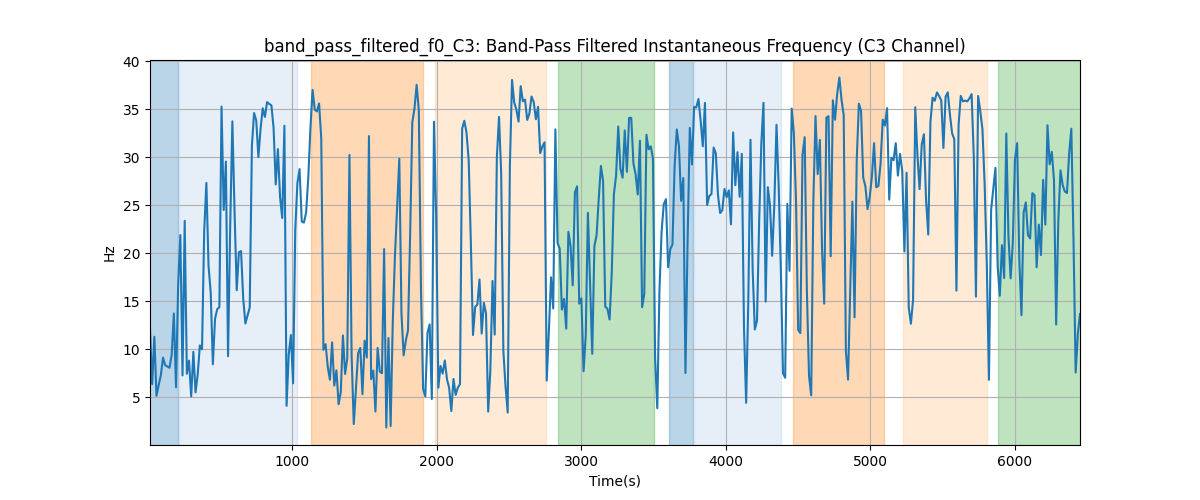 band_pass_filtered_f0_C3: Band-Pass Filtered Instantaneous Frequency (C3 Channel)
40
35
30
25
20
15
10
5
Hz
1000 2000 3000 4000 5000 6000
Time(s)